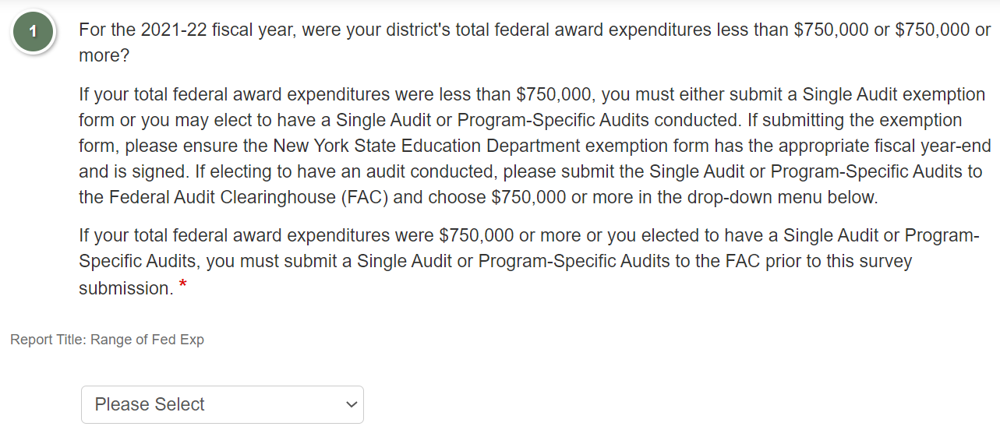 1
For the 2021-22 fiscal year, were your district's total federal award expenditures less than $750,000 or $750,000 or
more?
If your total federal award expenditures were less than $750,000, you must either submit a Single Audit exemption
form or you may elect to have a Single Audit or Program-Specific Audits conducted. If submitting the exemption
form, please ensure the New York State Education Department exemption form has the appropriate fiscal year-end
and is signed. If electing to have an audit conducted, please submit the Single Audit or Program-Specific Audits to
the Federal Audit Clearinghouse (FAC) and choose $750,000 or more in the drop-down menu below.
If your total federal award expenditures were $750,000 or more or you elected to have a Single Audit or Program-
Specific Audits, you must submit a Single Audit or Program-Specific Audits to the FAC prior to this survey
submission. *
Report Title: Range of Fed Exp
Please Select